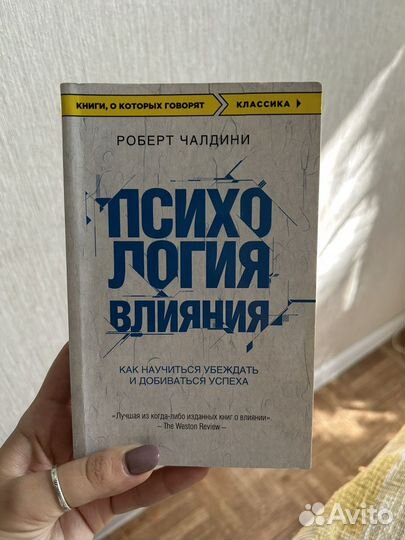 КНИГИ, О КОТОРЫХ ГОВОРЯТ КЛАССИКА
РОБЕРТ ЧАЛДИНИ
ПСИХО
ЛОГИЯ
ВЛИЯНИЯ
КАК НАУЧИТЬСЯ УБЕЖДАТЬ
И ДОБИВАТЬСЯ УСПЕХА
«Лучшая из когда-либо изданных книг о влиянии».
– The Weston Review –
Avito